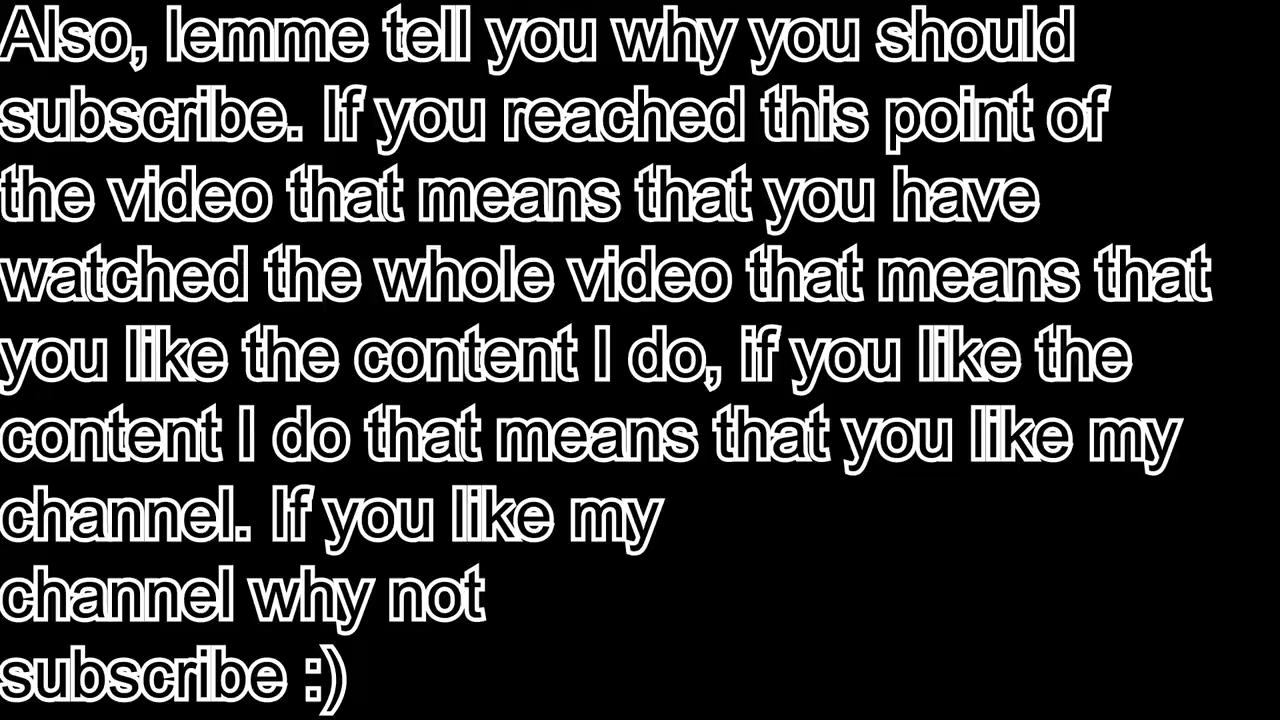 Also, lemme tell you why you should
subscribe. If you reached this point of
the video that means that you have
watched the whole video that means that
you like the content I do, if you like the
content I do that means that you like my
channel. If you like my
channel why not
subscribe :)